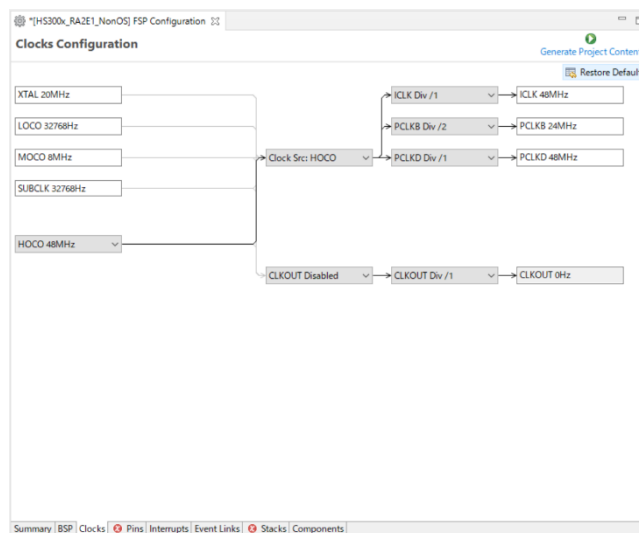 *[HS300x_RA2E1_NonOS] FSP Configuration
Clocks Configuration
Generate Project Content
Restore Default
XTAL 20MHz
ICLK Div /1
ICLK 48MHz
LOCO 32768Hz
PCLKB Div /2
PCLKB 24MHz
MOCO 8MHz
Clock Src: HOCO
PCLKD Div /1
PCLKD 48MHz
SUBCLK 32768Hz
HOCO 48MHz
CLKOUT Disabled
CLKOUT Div /1
CLKOUT 0Hz
Summary BSP Clocks Pins Interrupts Event Links Stacks Components